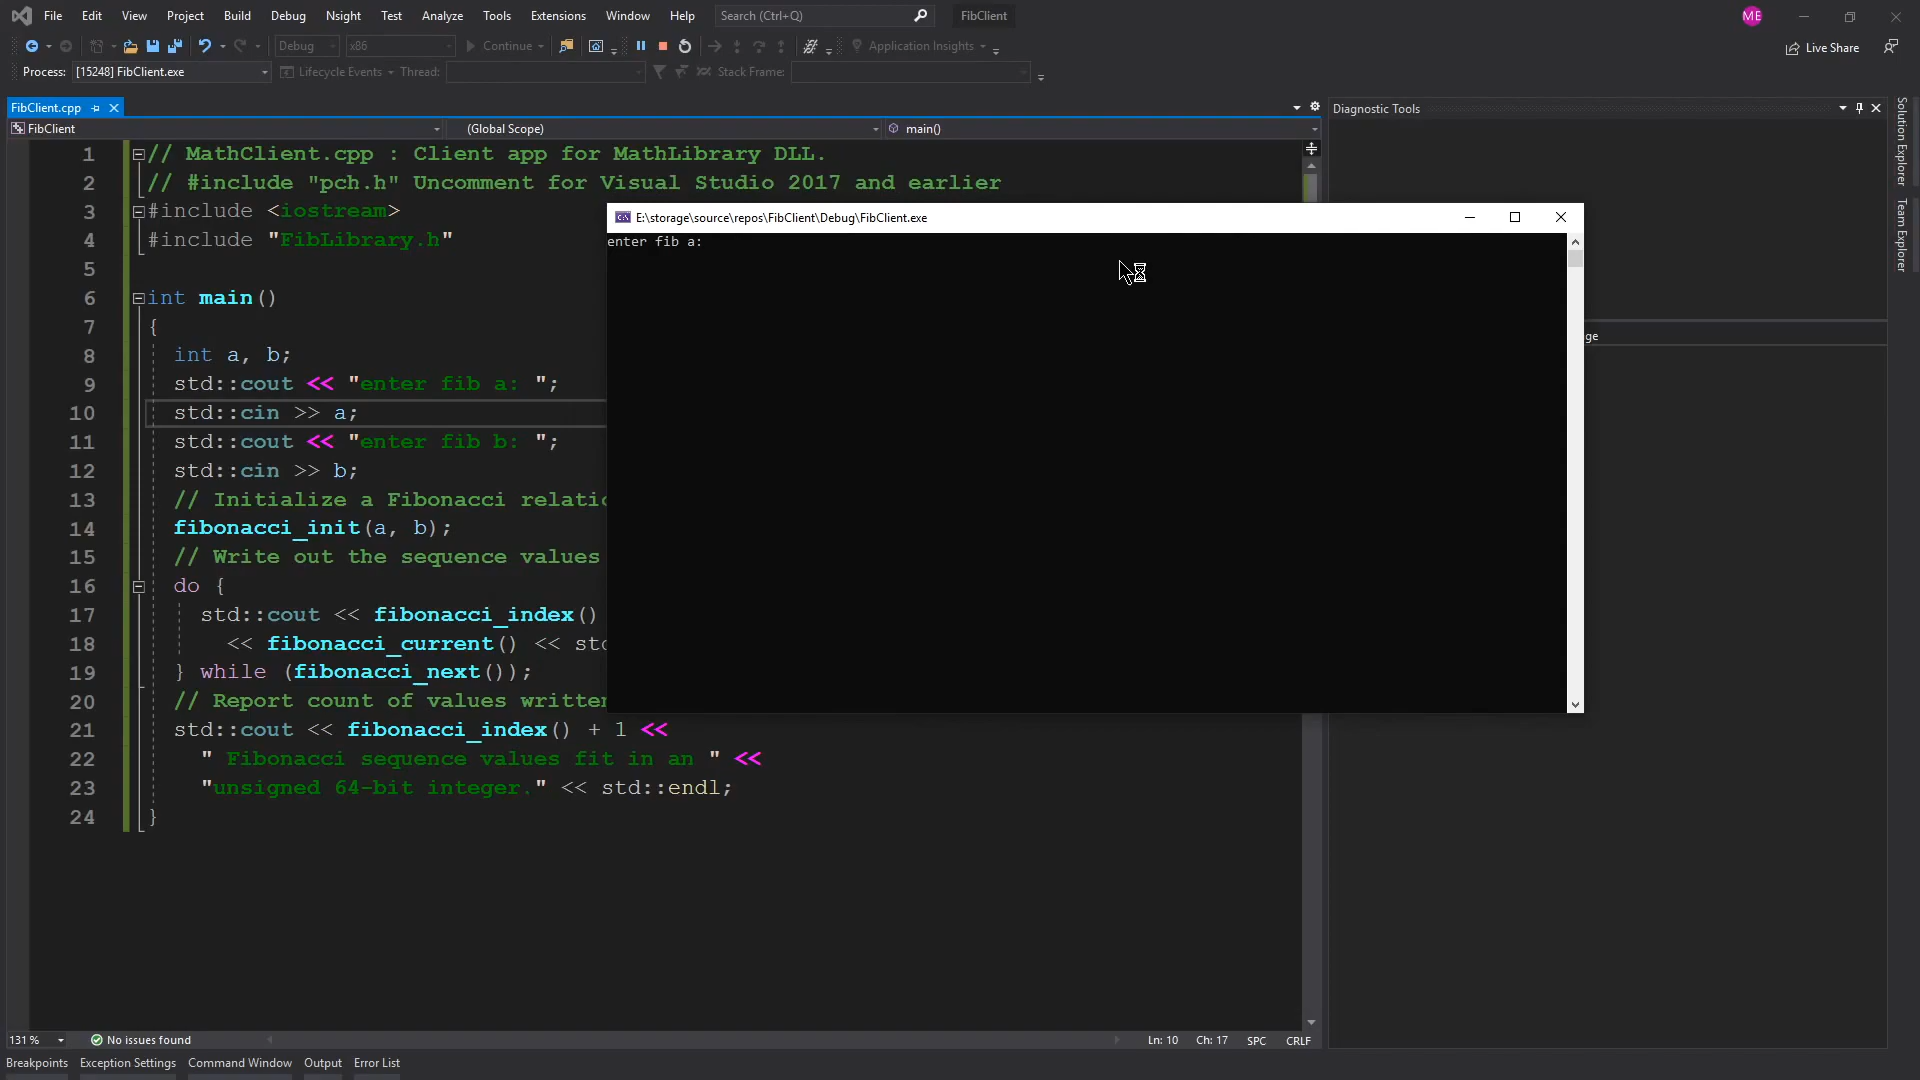 File Edit View Project Build Debug Nsight Test Analyze Tools Extensions Window Help Search (Ctrl+Q) FibClient ME
Debug x86 Continue Application Insights Live Share
Process: [15248] FibClient.exe Lifecycle Events Thread: Stack Frame:
FibClient.cpp
Diagnostic Tools
FibClient (Global Scope) main()
1 // MathClient.cpp : Client app for MathLibrary DLL.
2 // #include "pch.h" Uncomment for Visual Studio 2017 and earlier
3 #include <iostream>
4 #include "FibLibrary.h"
5
6 int main()
7 {
8 int a, b;
9 std::cout << "enter fib a: ";
10 std::cin >> a;
11 std::cout << "enter fib b: ";
12 std::cin >> b;
13 // Initialize a Fibonacci relatio
14 fibonacci_init(a, b);
15 // Write out the sequence values
16 do {
17 std::cout << fibonacci_index()
18 << fibonacci_current() << std
19 } while (fibonacci_next());
20 // Report count of values written
21 std::cout << fibonacci_index() + 1 <<
22 " Fibonacci sequence values fit in an " <<
23 "unsigned 64-bit integer." << std::endl;
24 }
E:\storage\source\repos\FibClient\Debug\FibClient.exe
enter fib a:
ge
Solution Explorer
Team Explorer
131 % No issues found Ln: 10 Ch: 17 SPC CRLF
Breakpoints Exception Settings Command Window Output Error List